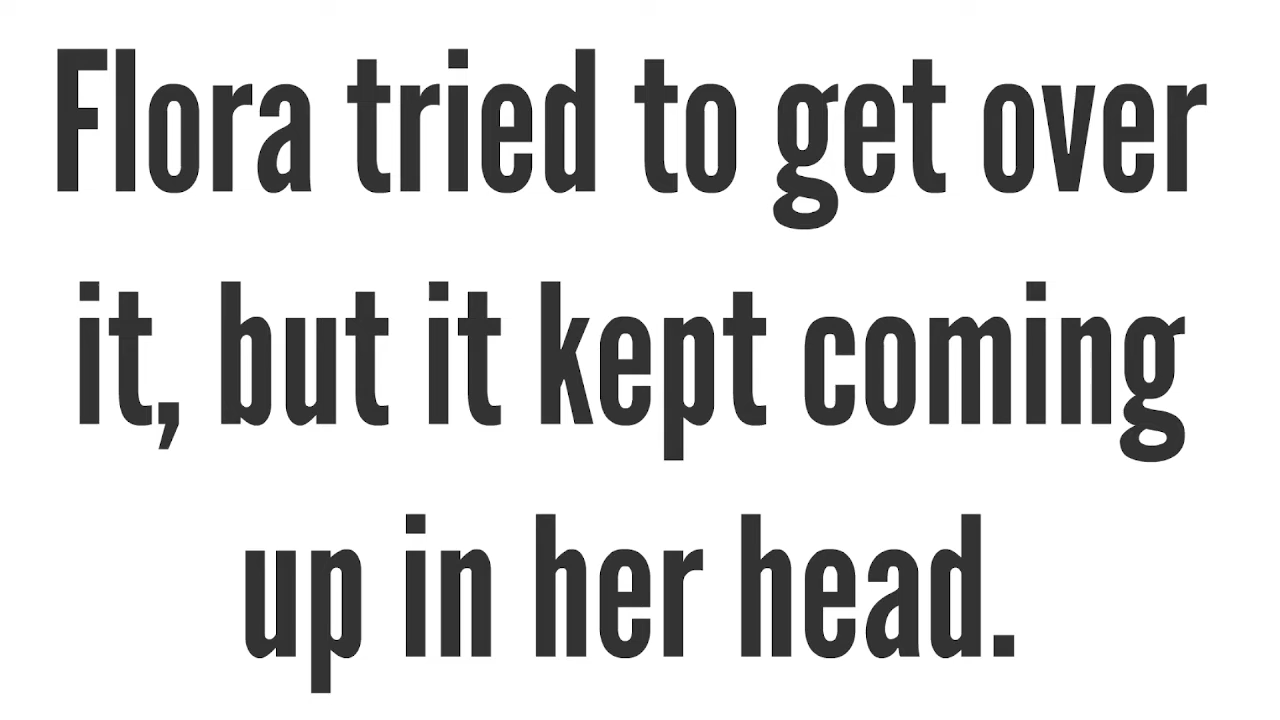 Flora tried to get over
it, but it kept coming
up in her head.